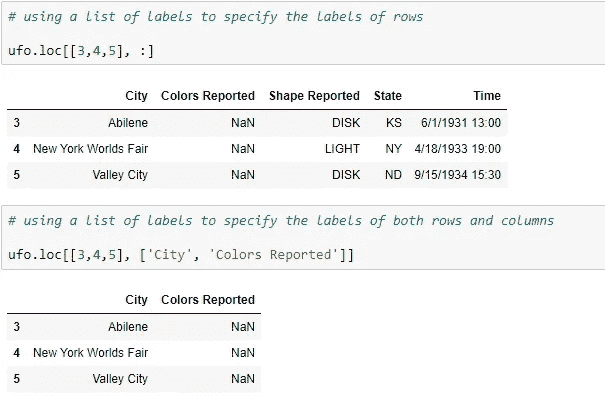 # using a list of labels to specify the labels of rows
ufo.loc[[3,4,5], :]
City Colors Reported Shape Reported State Time
3 Abilene NaN DISK KS 6/1/1931 13:00
4 New York Worlds Fair NaN LIGHT NY 4/18/1933 19:00
5 Valley City NaN DISK ND 9/15/1934 15:30
# using a list of labels to specify the labels of both rows and columns
ufo.loc[[3,4,5], ['City', 'Colors Reported']]
City Colors Reported
3 Abilene NaN
4 New York Worlds Fair NaN
5 Valley City NaN